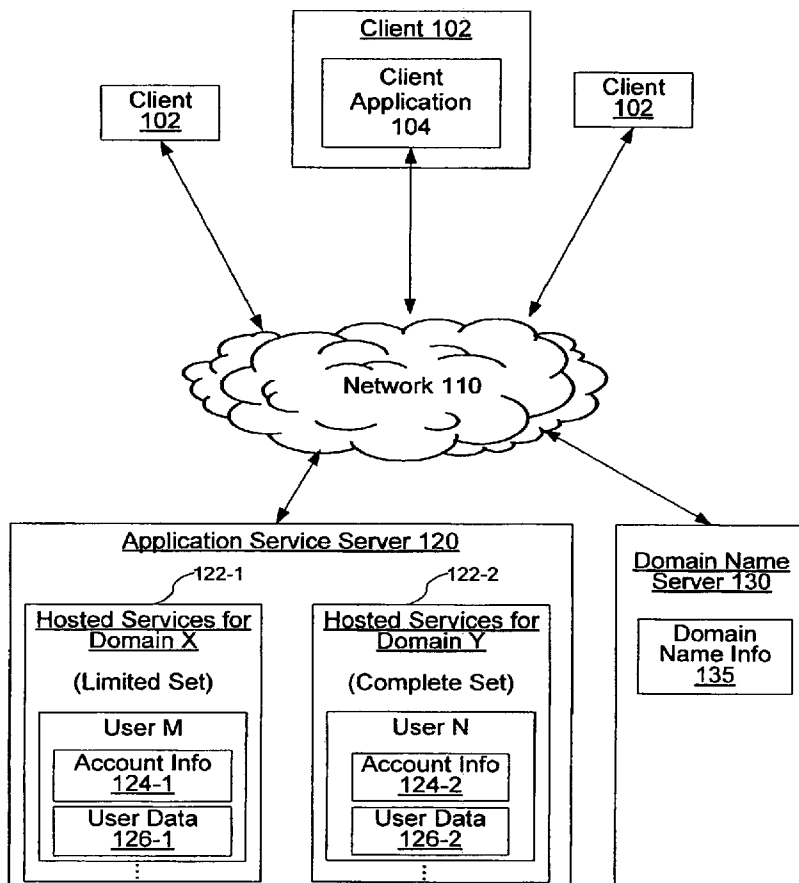 Client 102
Client
Application
104
Client
102
Client
102
Network 110
Application Service Server 120
122-1
122-2
Hosted Services for
Domain X
(Limited Set)
User M
Account Info
124-1
User Data
126-1
Hosted Services for
Domain Y
(Complete Set)
User N
Account Info
124-2
User Data
126-2
Domain Name
Server 130
Domain
Name Info
135